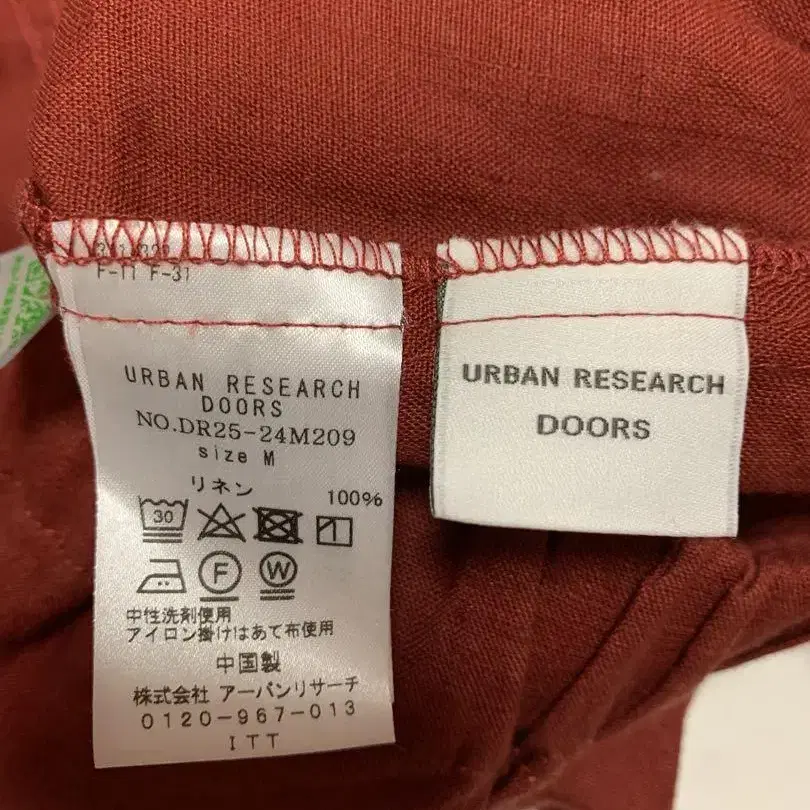 F-11 F-31
URBAN RESEARCH
DOORS
NO.DR25-24M209
size M
リネン
100%
30
F W
中性洗剤使用
アイロン掛けはあて布使用
中国製
株式会社 アーバンリサーチ
0120-967-013
ITT
URBAN RESEARCH
DOORS